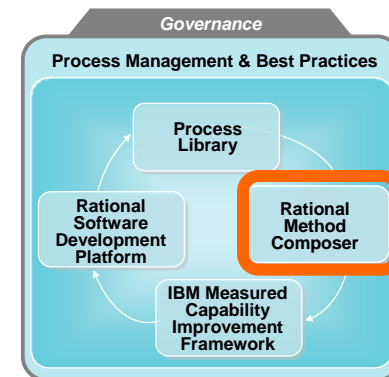 Governance
Process Management & Best Practices
Process
Library
Rational
Software
Development
Platform
Rational
Method
Composer
IBM Measured
Capability
Improvement
Framework